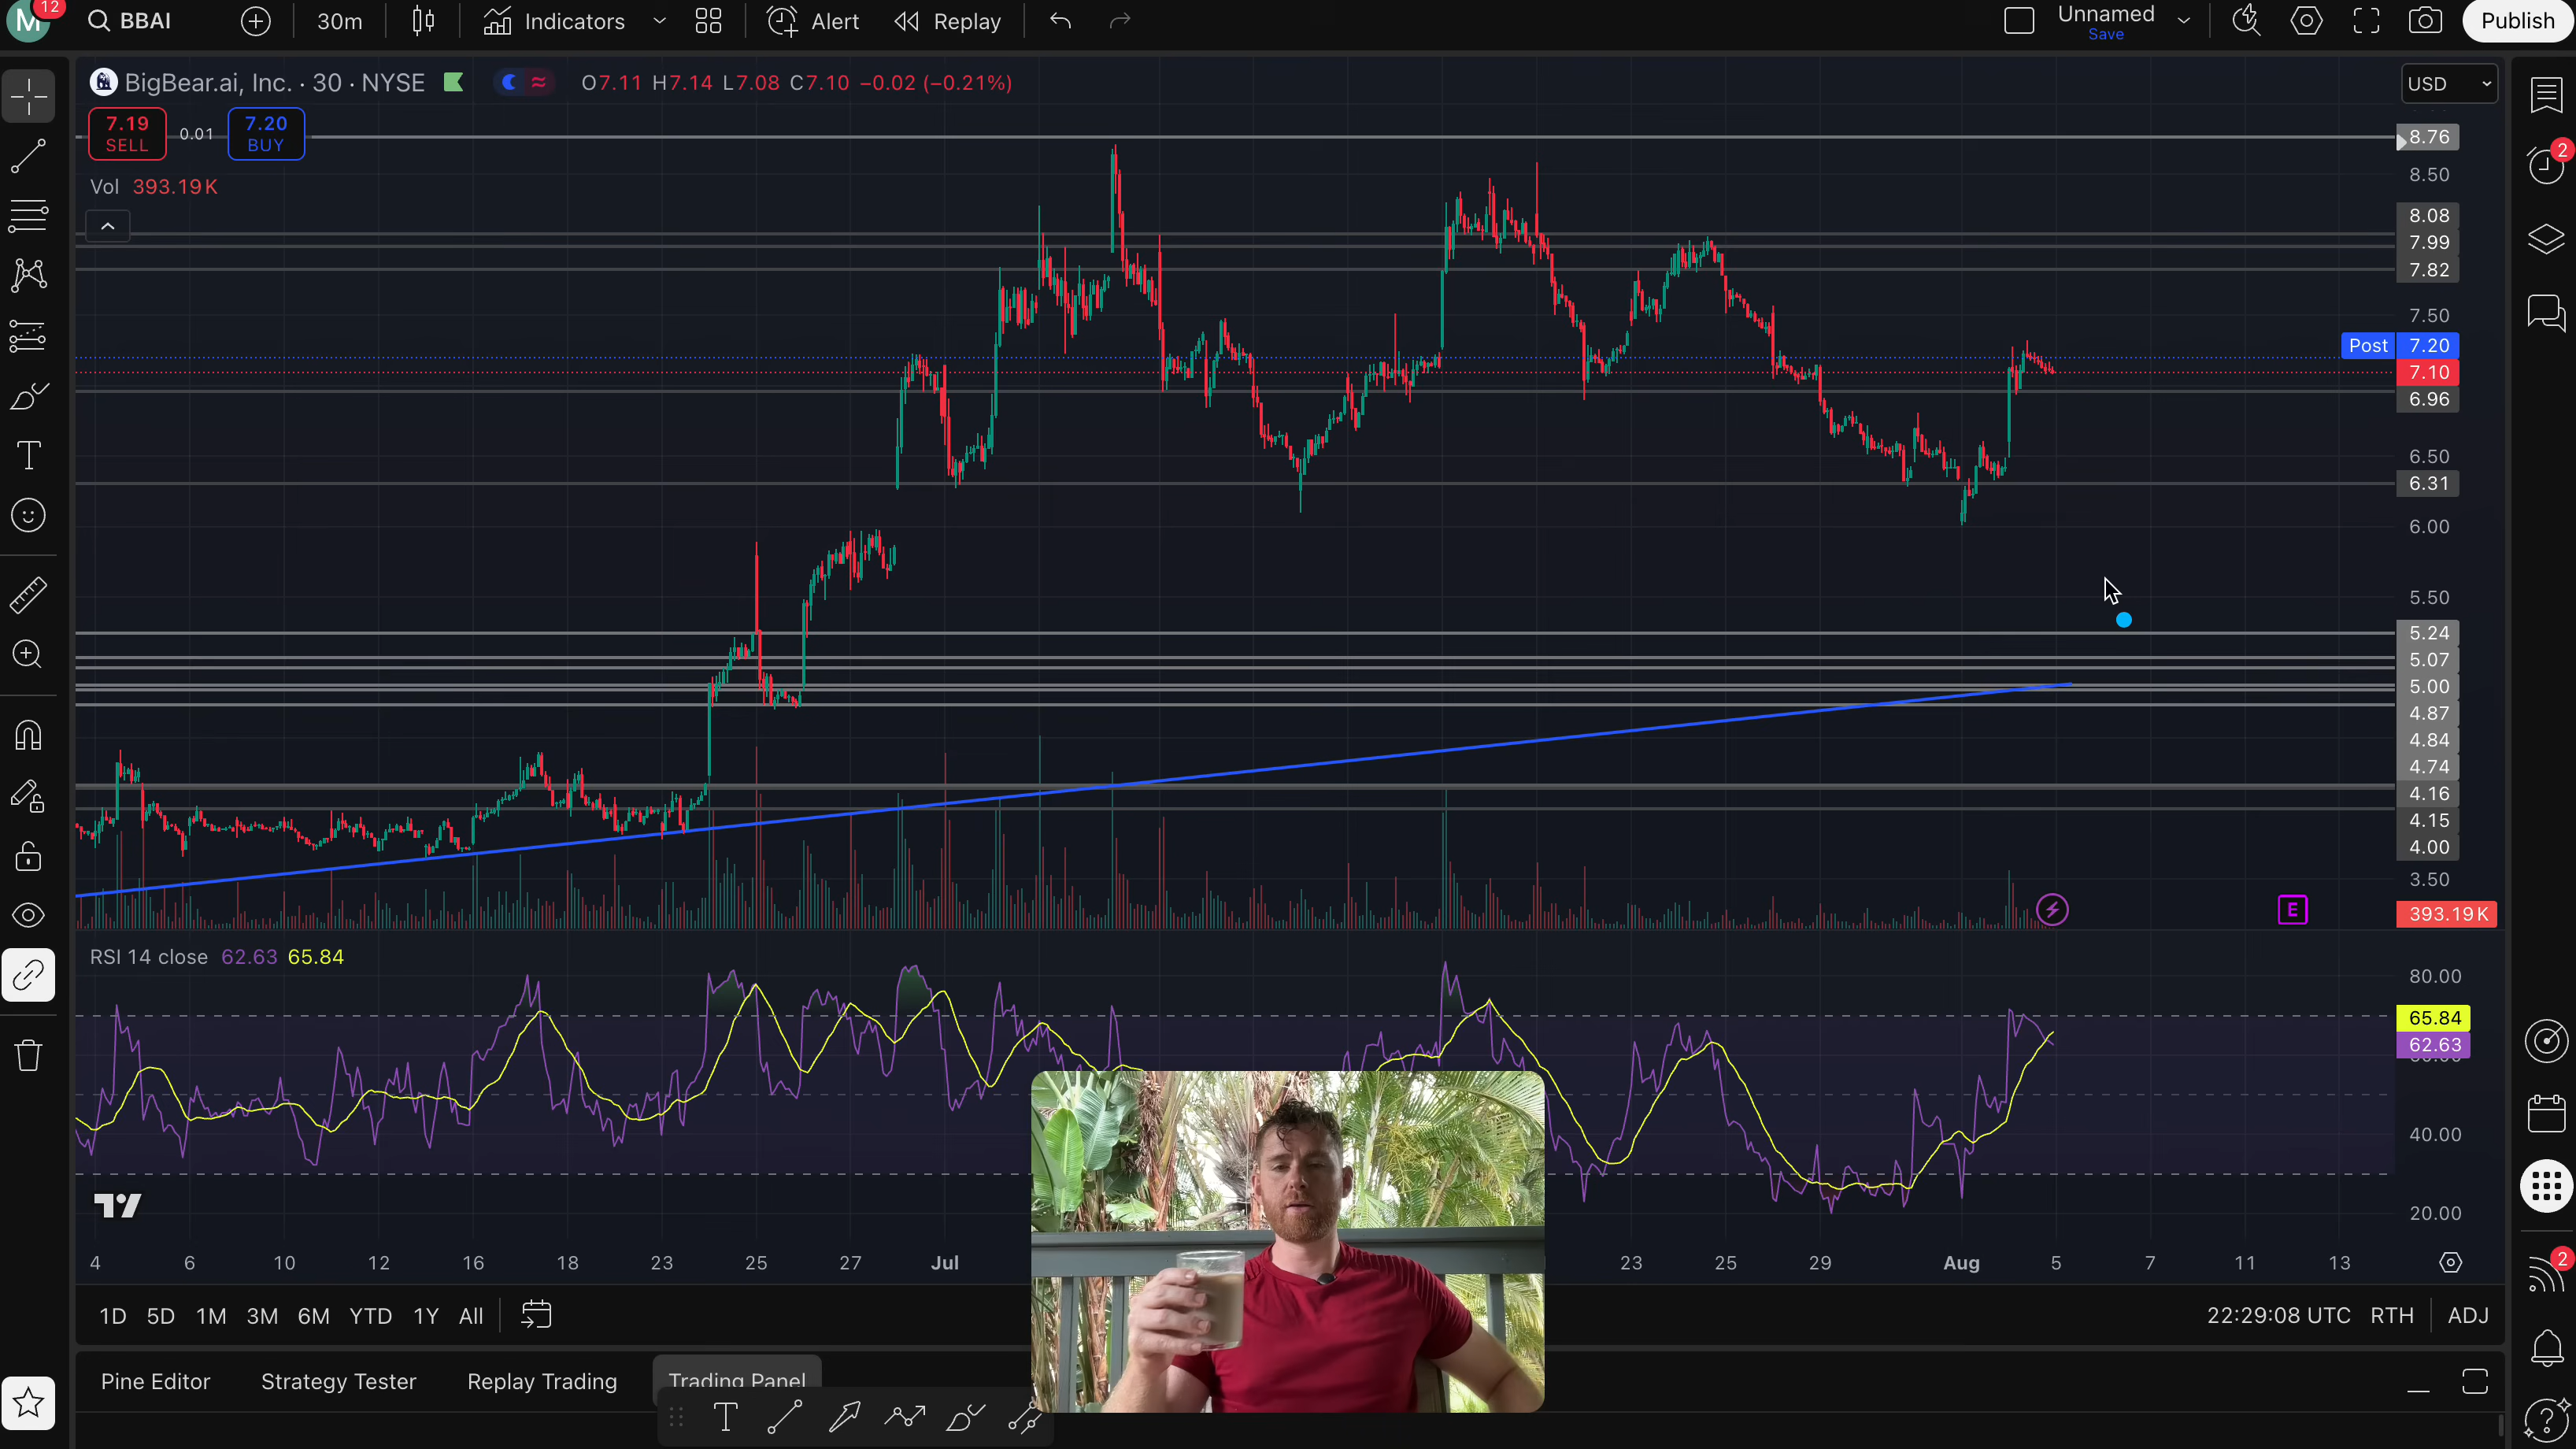 M 12 BBAI 30m Indicators Alert Replay Unnamed Publish
Save
BigBear.ai, Inc. · 30 · NYSE O7.11 H7.14 L7.08 C7.10 −0.02 (−0.21%) USD
7.19 0.01 7.20
SELL BUY
Vol 393.19K
8.76
8.50
8.08
7.99
7.82
7.50
Post 7.20
7.10
6.96
6.50
6.31
6.00
5.50
5.24
5.07
5.00
4.87
4.84
4.74
4.16
4.15
4.00
3.50
E 393.19K
2
RSI 14 close 62.63 65.84
80.00
65.84
62.63
40.00
20.00
4 6 10 12 16 18 23 25 27 Jul 23 25 29 Aug 5 7 11 13
2
1D 5D 1M 3M 6M YTD 1Y All 22:29:08 UTC RTH ADJ
Pine Editor Strategy Tester Replay Trading Trading Panel